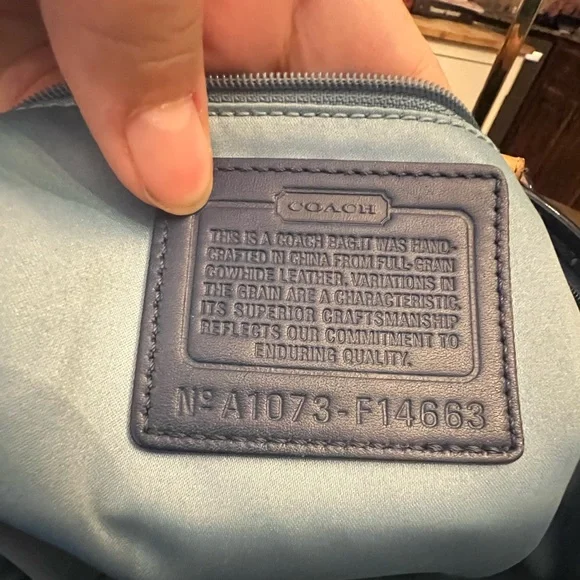 COACH
THIS IS A COACH BAG.IT WAS HAND-
CRAFTED IN CHINA FROM FULL-GRAIN
COWHIDE LEATHER. VARIATIONS IN
THE GRAIN ARE A CHARACTERISTIC.
ITS SUPERIOR CRAFTSMANSHIP
REFLECTS OUR COMMITMENT TO
ENDURING QUALITY.
Nº A1073-F14663